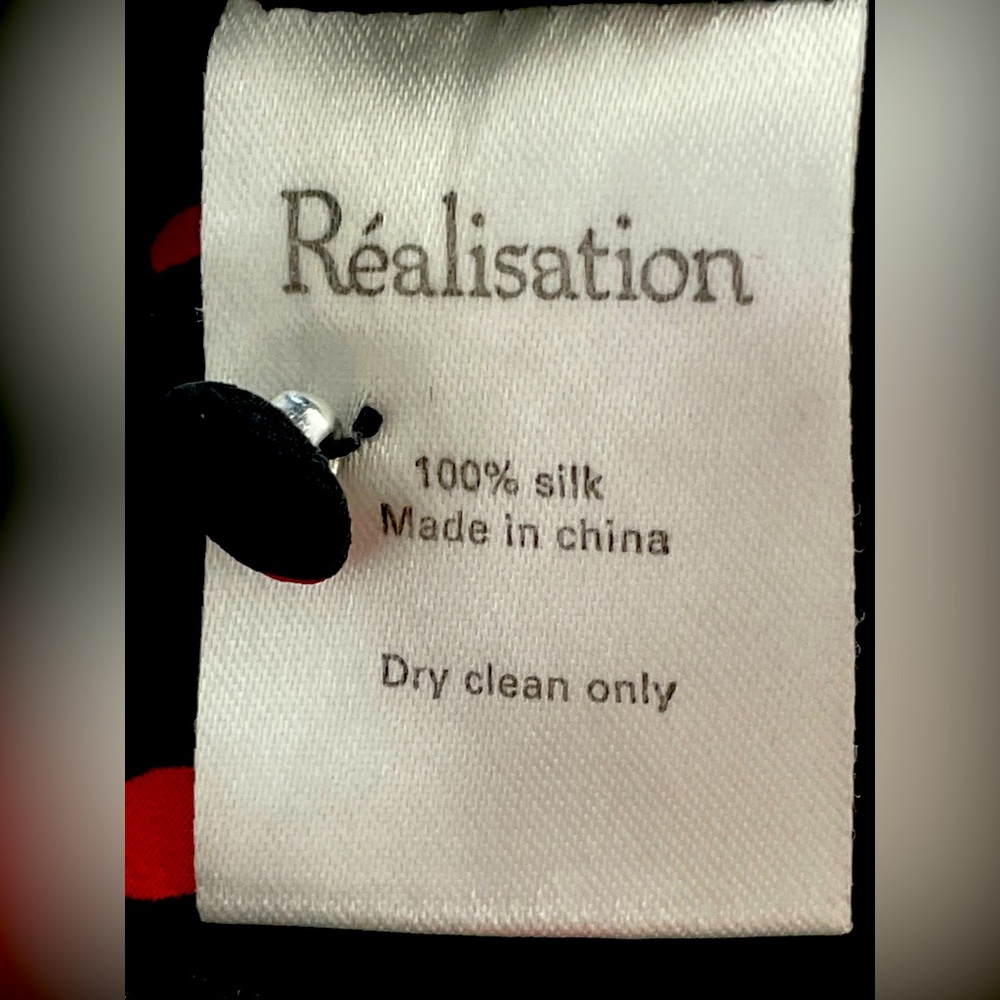 Réalisation
100% silk
Made in china
Dry clean only